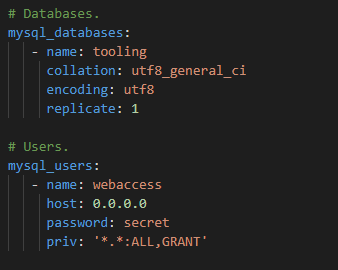 # Databases.
mysql_databases:
- name: tooling
collation: utf8_general_ci
encoding: utf8
replicate: 1
# Users.
mysql_users:
- name: webaccess
host: 0.0.0.0
password: secret
priv: '*.*:ALL,GRANT'